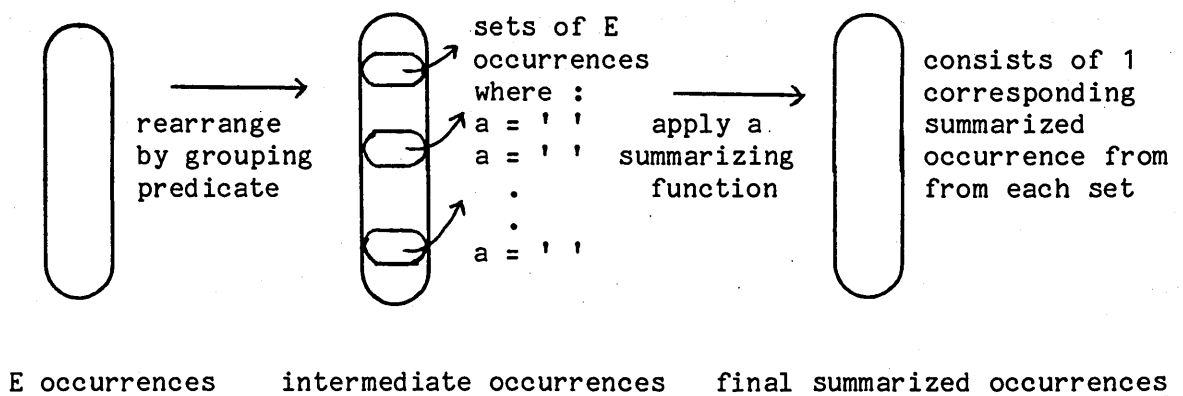 sets of E
occurrences
where :
a = ' '
a = ' '
.
.
a = ' '
rearrange
by grouping
predicate
apply a
summarizing
function
consists of 1
corresponding
summarized
occurrence from
from each set
E occurrences
intermediate occurrences
final summarized occurrences